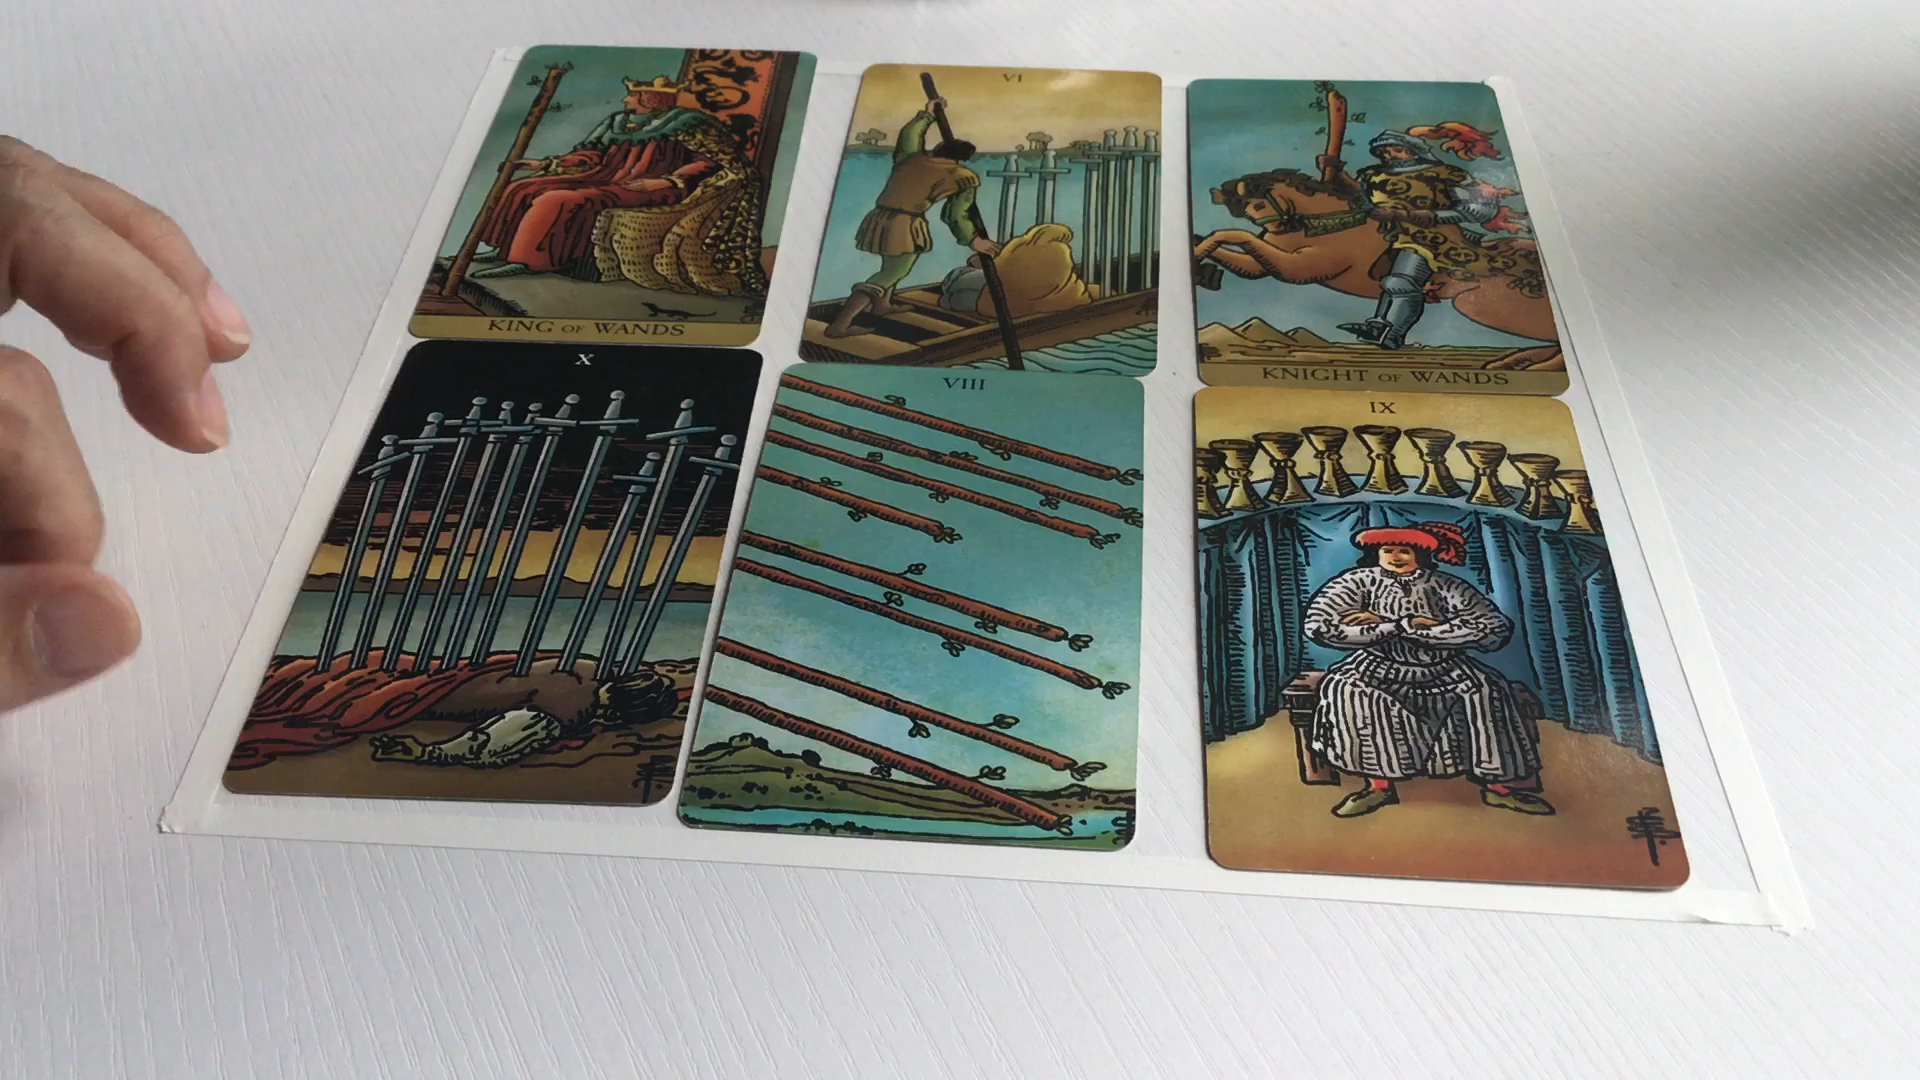 VI
KING OF WANDS
KNIGHT OF WANDS
X
VIII
IX